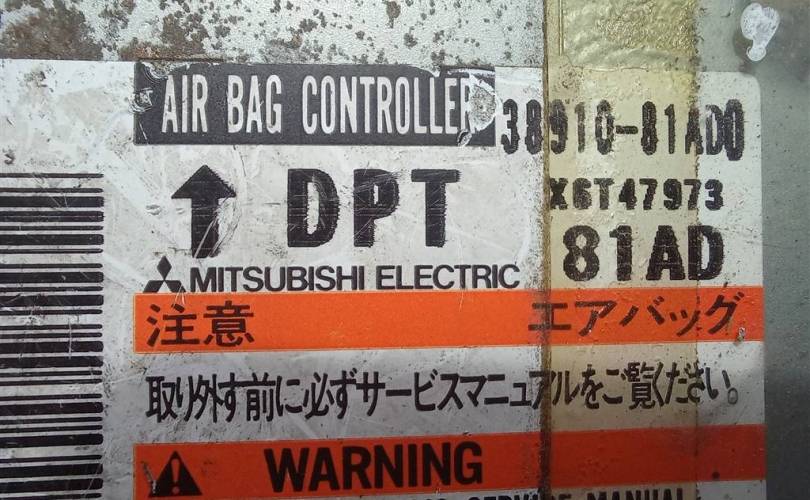 AIR BAG CONTROLLER 38910-81AD0
DPT X6T47973
81AD
MITSUBISHI ELECTRIC
注意 エアバッグ
取り外す前に必ずサービスマニュアルをご覧ください。
WARNING
SERVICE MANUAL